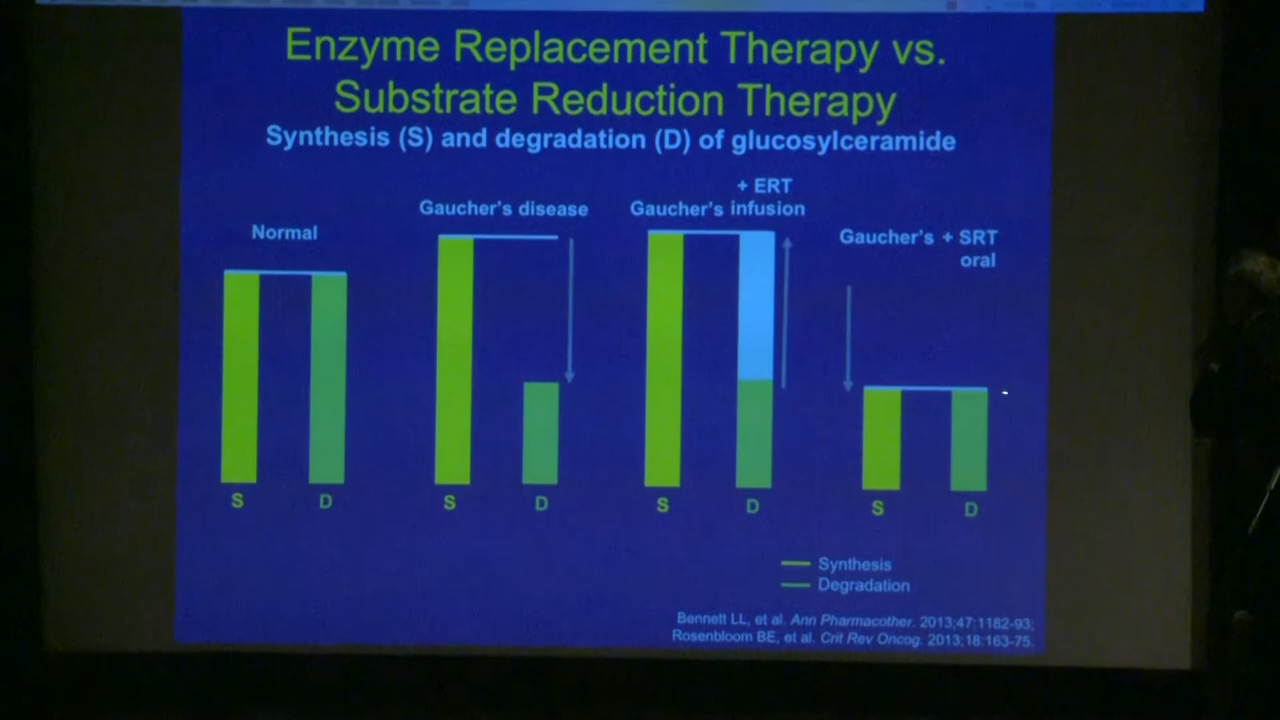 Enzyme Replacement Therapy vs.
Substrate Reduction Therapy
Synthesis (S) and degradation (D) of glucosylceramide
Normal
Gaucher's disease
+ ERT
Gaucher's infusion
Gaucher's + SRT
oral
S
D
S
D
S
D
S
D
Synthesis
Degradation
Bennett LL, et al. Ann Pharmacother. 2013;47;1182-93;
Rosenbloom BE, et al. Crit Rev Oncog. 2013;18:163-75.